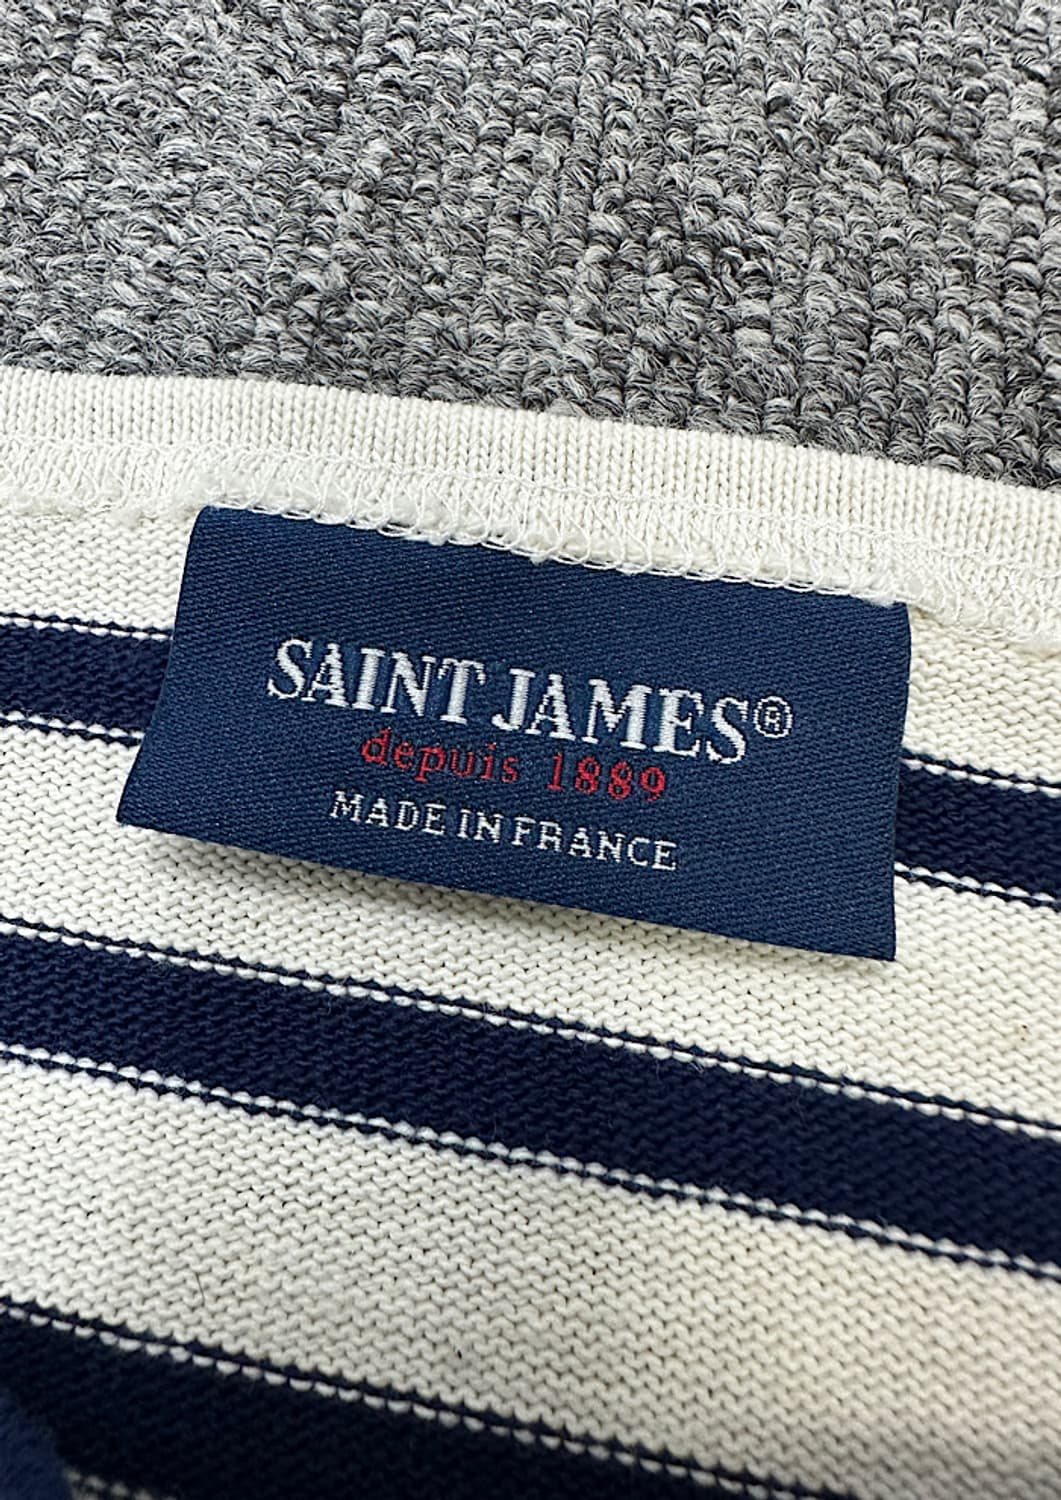 SAINT JAMES®
depuis 1889
MADE IN FRANCE